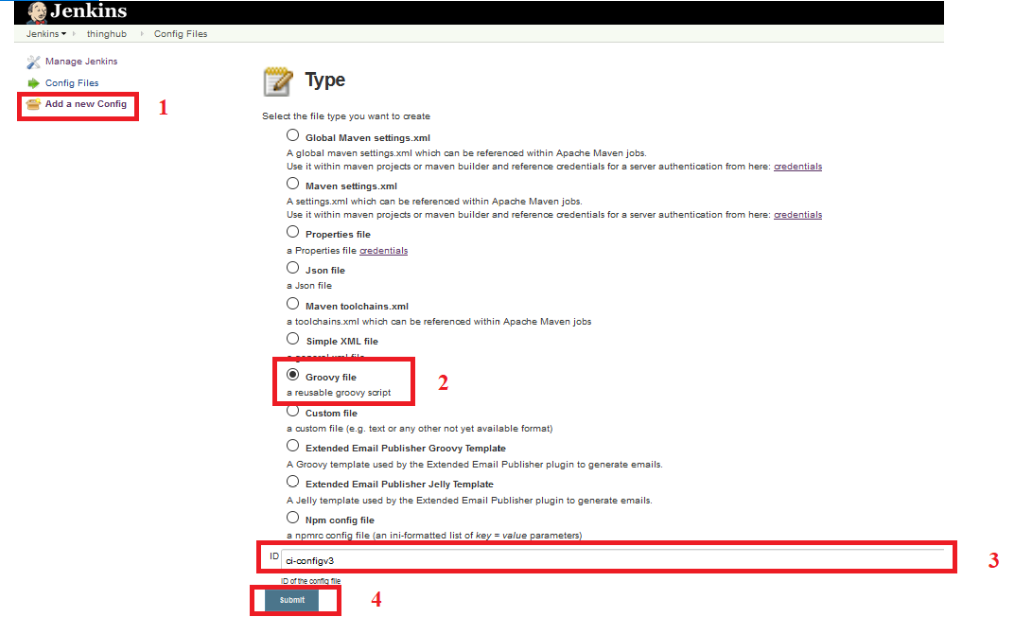 Jenkins
Jenkins thinghub Config Files
Manage Jenkins
Config Files
Add a new Config
1
Type
Select the file type you want to create
Global Maven settings.xml
A global maven settings.xml which can be referenced within Apache Maven jobs.
Use it within maven projects or maven builder and reference credentials for a server authentication from here: credentials
Maven settings.xml
A settings.xml which can be referenced within Apache Maven jobs.
Use it within maven projects or maven builder and reference credentials for a server authentication from here: credentials
Properties file
a Properties file credentials
Json file
a Json file
Maven toolchains.xml
a toolchains.xml which can be referenced within Apache Maven jobs
Simple XML file
a general xml file
Groovy file
a reusable groovy script
2
Custom file
a custom file (e.g. text or any other not yet available format)
Extended Email Publisher Groovy Template
A Groovy template used by the Extended Email Publisher plugin to generate emails.
Extended Email Publisher Jelly Template
A Jelly template used by the Extended Email Publisher plugin to generate emails.
Npm config file
a npmrc config file (an ini-formatted list of key = value parameters)
ID ci-configv3
3
ID of the config file
Submit
4